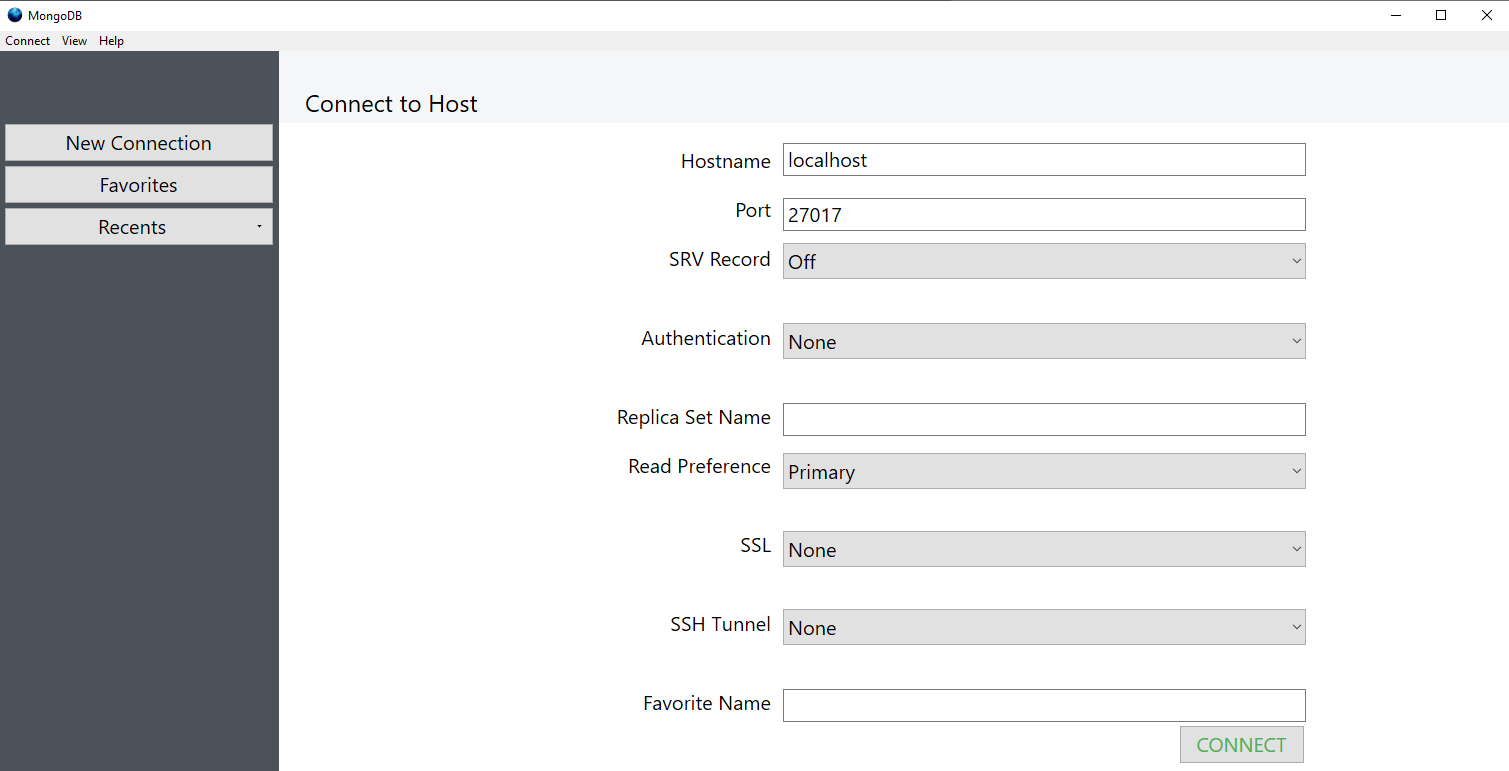 MongoDB
Connect View Help
Connect to Host
New Connection
Favorites
Recents
Hostname localhost
Port 27017
SRV Record Off
Authentication None
Replica Set Name
Read Preference Primary
SSL None
SSH Tunnel None
Favorite Name
CONNECT